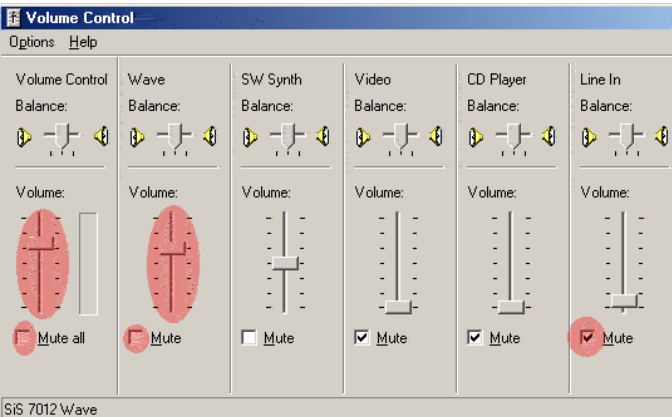 Volume Control
Options Help
Volume Control Wave SW Synth Video CD Player Line In
Balance: Balance: Balance: Balance: Balance: Balance:
Volume: Volume: Volume: Volume: Volume: Volume:
Mute all Mute Mute Mute Mute Mute
SiS 7012 Wave